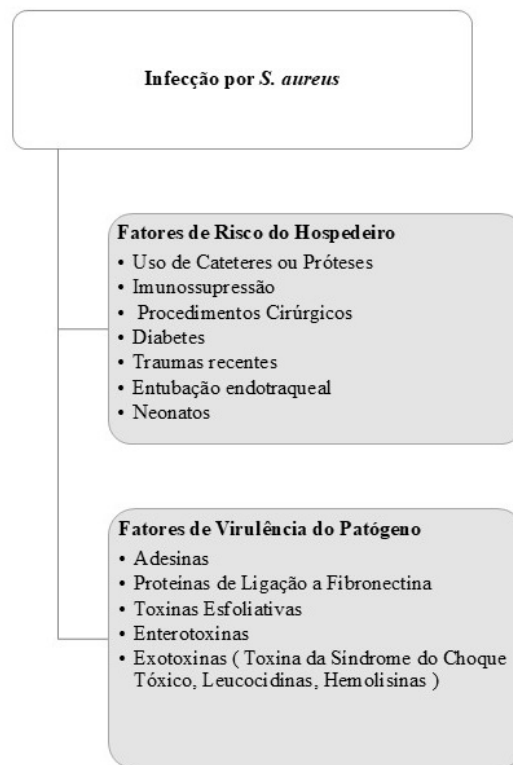 Infecção por S. aureus
Fatores de Risco do Hospedeiro
• Uso de Cateteres ou Próteses
• Imunossupressão
• Procedimentos Cirúrgicos
• Diabetes
• Traumas recentes
• Entubação endotraqueal
• Neonatos
Fatores de Virulência do Patógeno
• Adesinas
• Proteínas de Ligação a Fibronectina
• Toxinas Esfoliativas
• Enterotoxinas
• Exotoxinas ( Toxina da Síndrome do Choque
Tóxico, Leucocidinas, Hemolisinas )